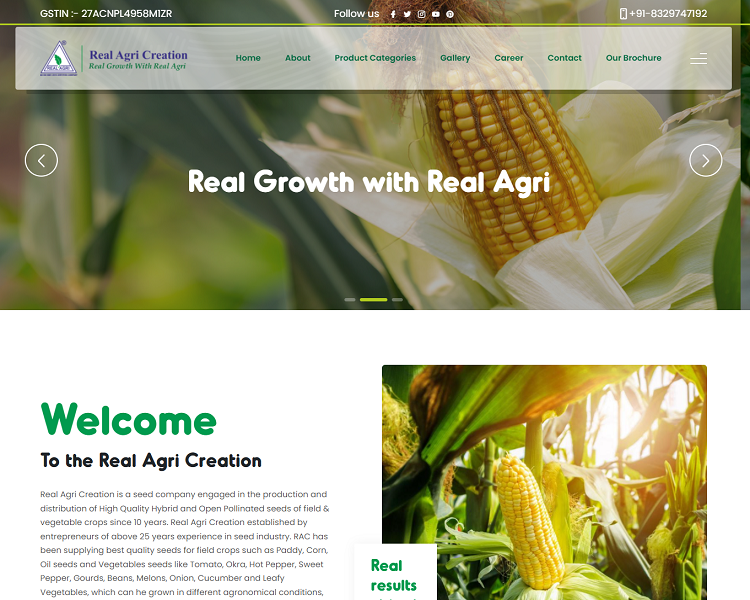 GSTIN :- 27ACNPL4958M1ZR
Follow us
+91-8329747192
REAL AGRI
Real Agri Creation
Real Growth With Real Agri
Home
About
Product Categories
Gallery
Career
Contact
Our Brochure
Real Growth with Real Agri
Welcome
To the Real Agri Creation
Real Agri Creation is a seed company engaged in the production and
distribution of High Quality Hybrid and Open Pollinated seeds of field &
vegetable crops since 10 years. Real Agri Creation established by
entrepreneurs of above 25 years experience in seed industry. RAC has
been supplying best quality seeds for field crops such as Paddy, Corn,
Oil seeds and Vegetables seeds like Tomato, Okra, Hot Pepper, Sweet
Pepper, Gourds, Beans, Melons, Onion, Cucumber and Leafy
Vegetables, which can be grown in different agronomical conditions,
Real
results